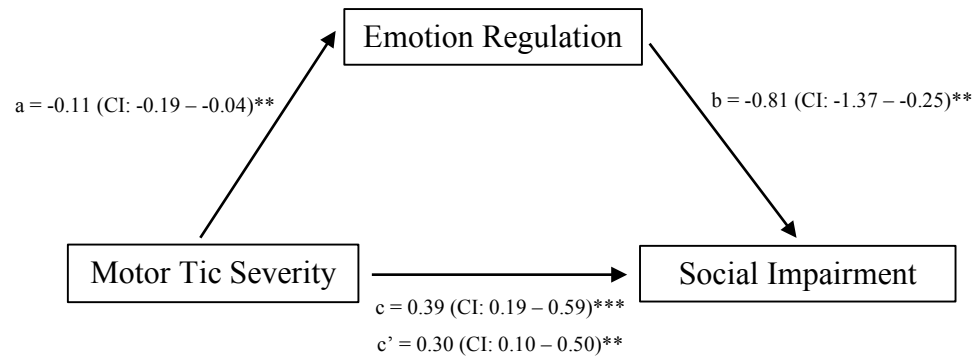 Emotion Regulation
a = -0.11 (CI: -0.19 – -0.04)**
b = -0.81 (CI: -1.37 – -0.25)**
Motor Tic Severity
Social Impairment
c = 0.39 (CI: 0.19 – 0.59)***
c’ = 0.30 (CI: 0.10 – 0.50)**